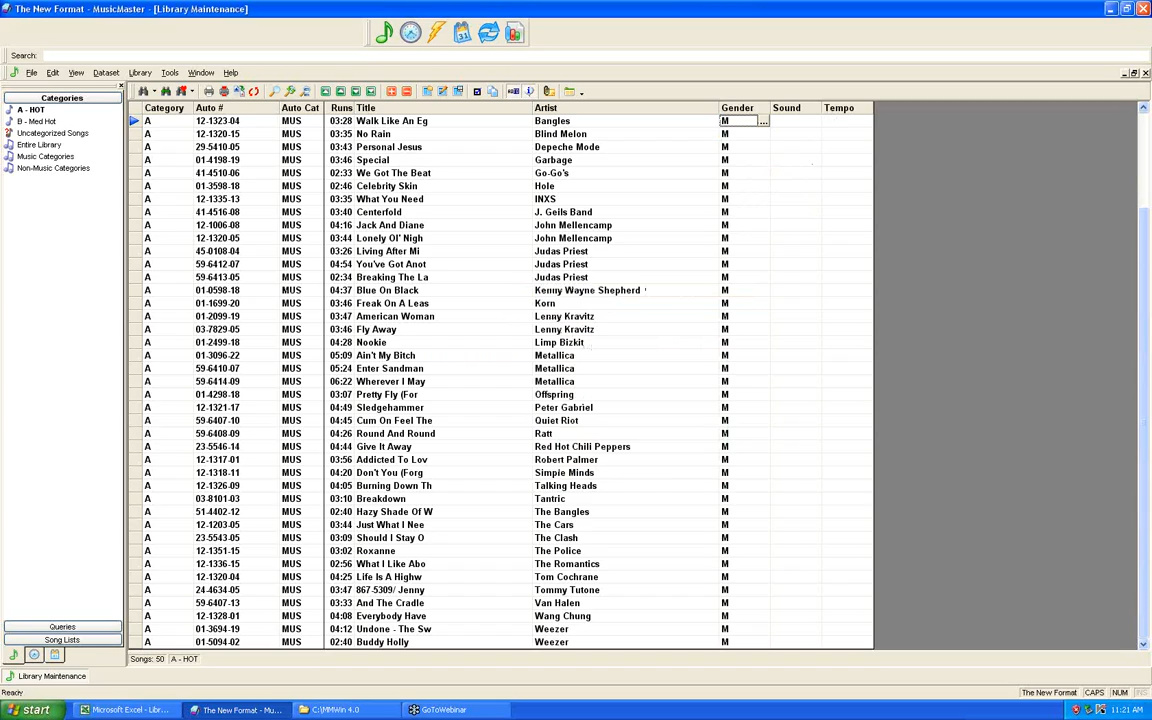 The New Format - MusicMaster - [Library Maintenance]
31
Search:
File Edit View Dataset Library Tools Window Help
Categories
A - HOT
B - Med Hot
Uncategorized Songs
Entire Library
Music Categories
Non-Music Categories
Queries
Song Lists
Category Auto # Auto Cat Runs Title Artist Gender Sound Tempo
A 12-1323-04 MUS 03:28 Walk Like An Eg Bangles M ...
A 12-1320-15 MUS 03:35 No Rain Blind Melon M
A 29-5410-05 MUS 03:43 Personal Jesus Depeche Mode M
A 01-4198-19 MUS 03:46 Special Garbage M
A 41-4510-06 MUS 02:33 We Got The Beat Go-Go's M
A 01-3598-18 MUS 02:46 Celebrity Skin Hole M
A 12-1335-13 MUS 03:35 What You Need INXS M
A 41-4516-08 MUS 03:40 Centerfold J. Geils Band M
A 12-1006-08 MUS 04:16 Jack And Diane John Mellencamp M
A 12-1320-05 MUS 03:44 Lonely Ol' Nigh John Mellencamp M
A 45-0108-04 MUS 03:26 Living After Mi Judas Priest M
A 59-6412-07 MUS 04:54 You've Got Anot Judas Priest M
A 59-6413-05 MUS 02:34 Breaking The La Judas Priest M
A 01-0598-18 MUS 04:37 Blue On Black Kenny Wayne Shepherd M
A 01-1699-20 MUS 03:46 Freak On A Leas Korn M
A 01-2099-19 MUS 03:47 American Woman Lenny Kravitz M
A 03-7829-05 MUS 03:46 Fly Away Lenny Kravitz M
A 01-2499-18 MUS 04:28 Nookie Limp Bizkit M
A 01-3096-22 MUS 05:09 Ain't My Bitch Metallica M
A 59-6410-07 MUS 05:24 Enter Sandman Metallica M
A 59-6414-09 MUS 06:22 Wherever I May Metallica M
A 01-4298-18 MUS 03:07 Pretty Fly (For Offspring M
A 12-1321-17 MUS 04:49 Sledgehammer Peter Gabriel M
A 59-6407-10 MUS 04:45 Cum On Feel The Quiet Riot M
A 59-6408-09 MUS 04:26 Round And Round Ratt M
A 23-5546-14 MUS 04:44 Give It Away Red Hot Chili Peppers M
A 12-1317-01 MUS 03:56 Addicted To Lov Robert Palmer M
A 12-1318-11 MUS 04:20 Don't You (Forg Simple Minds M
A 12-1326-09 MUS 04:05 Burning Down Th Talking Heads M
A 03-8101-03 MUS 03:10 Breakdown Tantric M
A 51-4402-12 MUS 02:40 Hazy Shade Of W The Bangles M
A 12-1203-05 MUS 03:44 Just What I Nee The Cars M
A 23-5543-05 MUS 03:09 Should I Stay O The Clash M
A 12-1351-15 MUS 03:02 Roxanne The Police M
A 12-1336-15 MUS 02:56 What I Like Abo The Romantics M
A 12-1320-04 MUS 04:25 Life Is A Highw Tom Cochrane M
A 24-4634-05 MUS 03:47 867-5309/ Jenny Tommy Tutone M
A 59-6407-13 MUS 03:33 And The Cradle Van Halen M
A 12-1328-01 MUS 04:08 Everybody Have Wang Chung M
A 01-3694-19 MUS 04:12 Undone - The Sw Weezer M
A 01-5094-02 MUS 02:40 Buddy Holly Weezer M
Songs: 50 A - HOT
Library Maintenance
Ready The New Format CAPS NUM INS
start Microsoft Excel - Libr... The New Format - Mu... C:\MMWin 4.0 GoToWebinar 11:21 AM